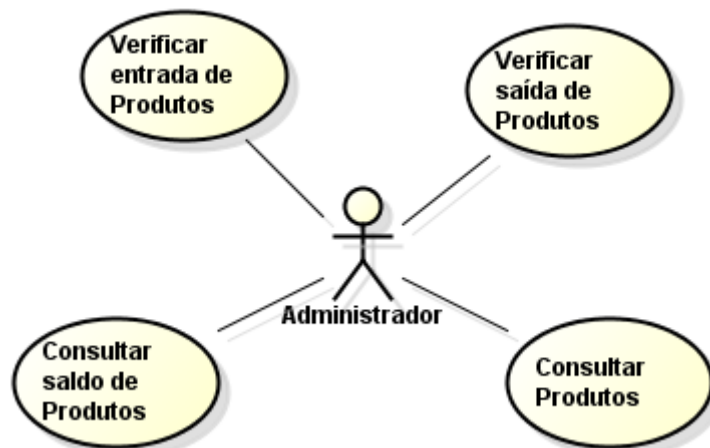 Verificar
entrada de
Produtos
Verificar
saída de
Produtos
Administrador
Consultar
saldo de
Produtos
Consultar
Produtos